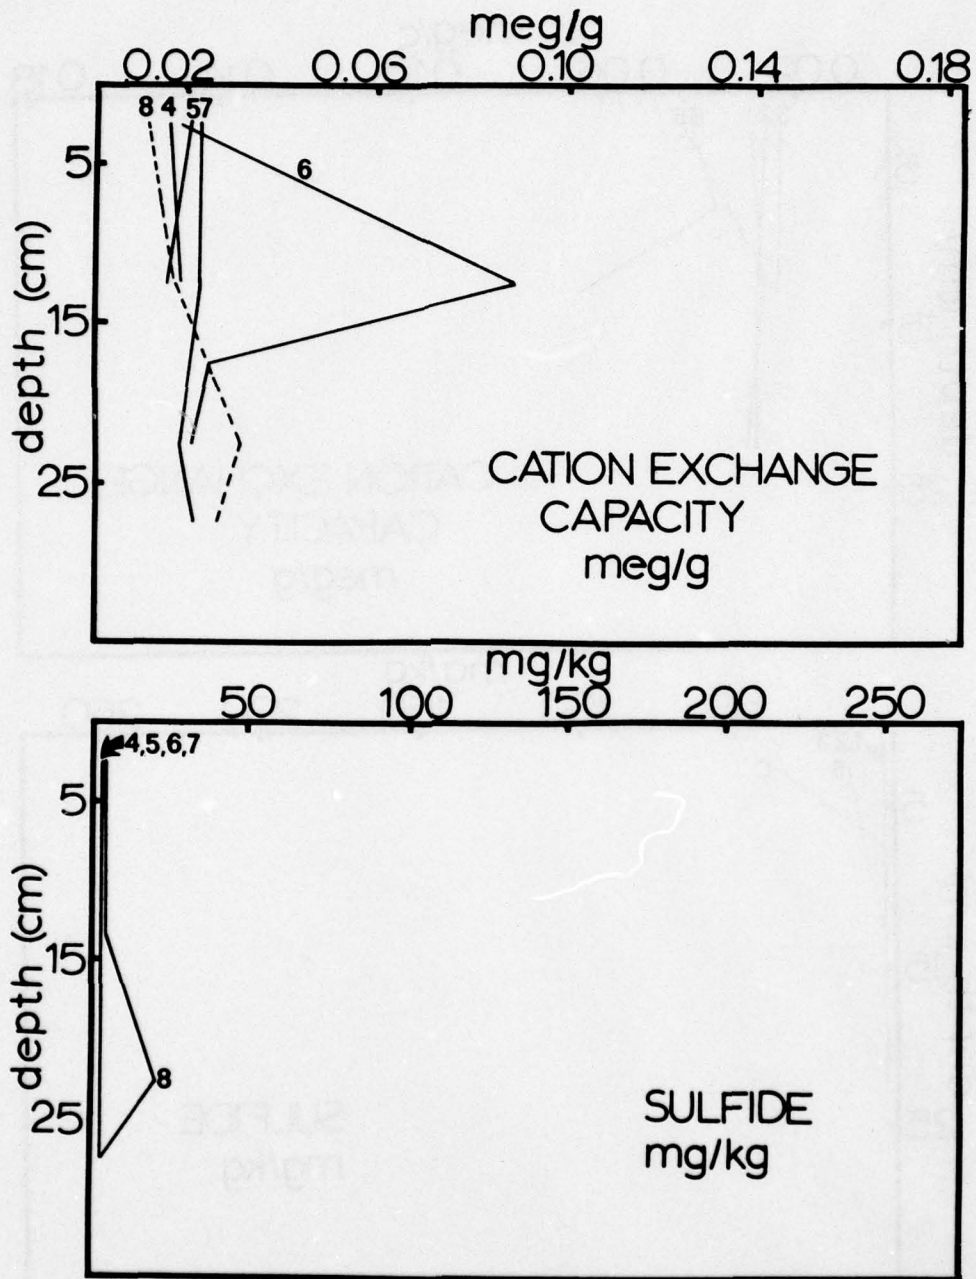 meg/g
0.02 0.06 0.10 0.14 0.18
8 4 5 7
5
6
15
depth (cm)
25
CATION EXCHANGE
CAPACITY
meg/g
mg/kg
50 100 150 200 250
4,5,6,7
5
15
depth (cm)
8
25
SULFIDE
mg/kg